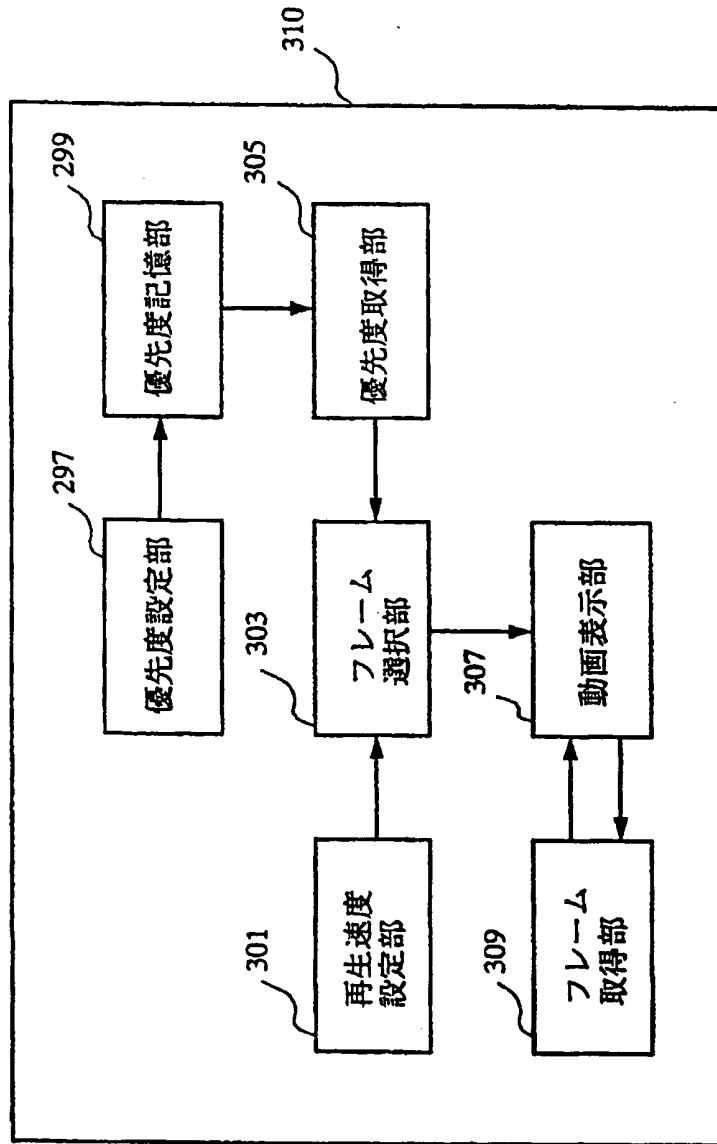 310
297
優先度設定部
299
優先度記憶部
301
再生速度
設定部
303
フレーム
選択部
305
優先度取得部
309
フレーム
取得部
307
動画表示部